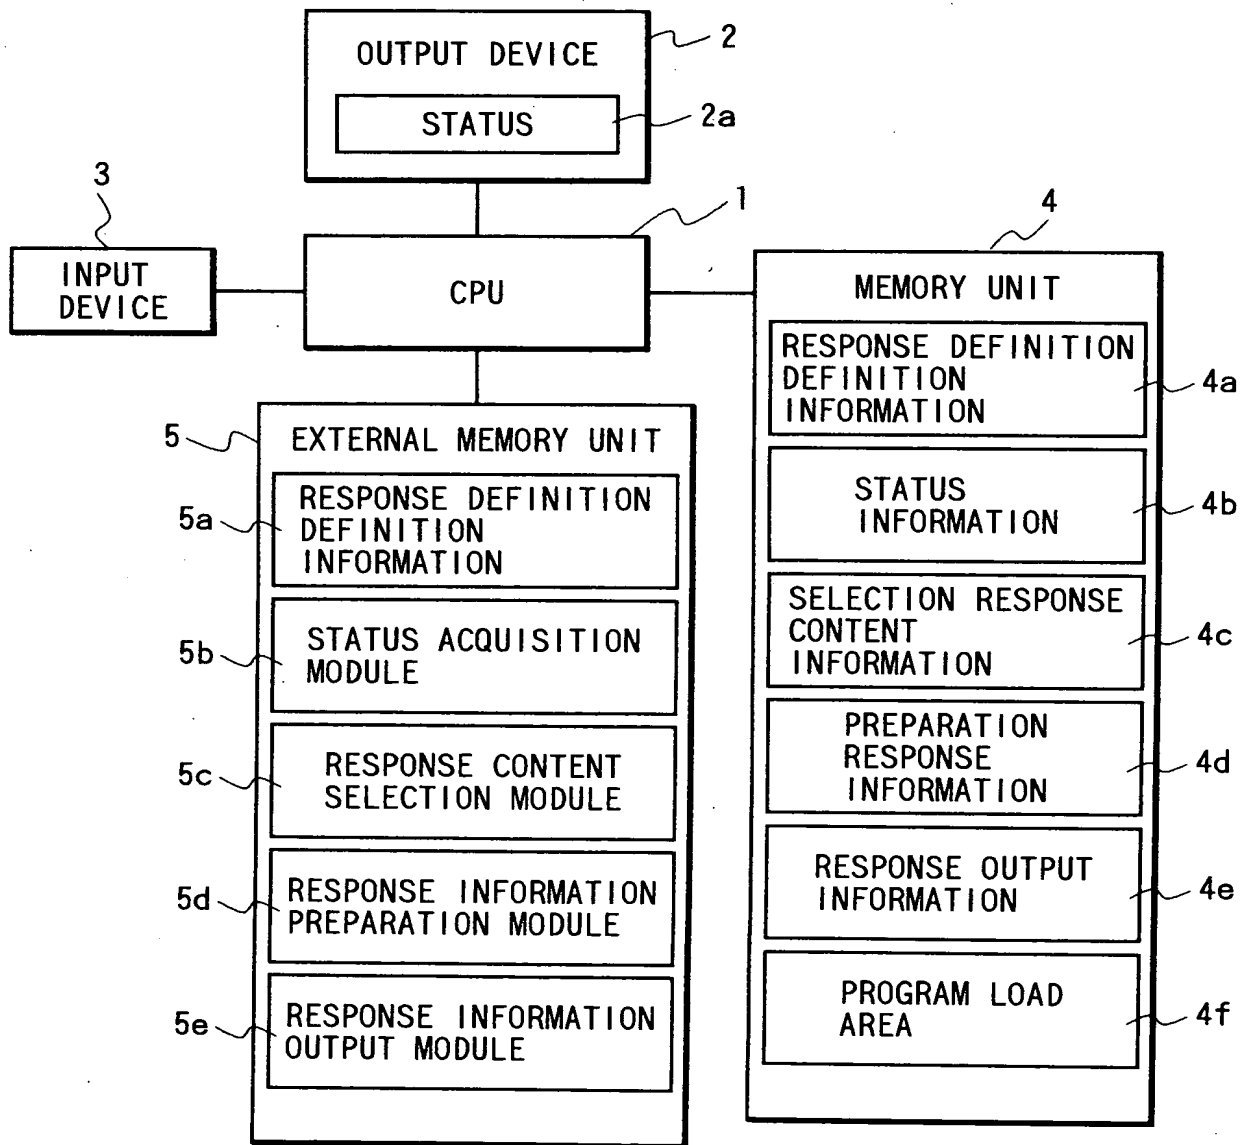 OUTPUT DEVICE
2
STATUS
2a
3
INPUT
DEVICE
1
CPU
4
MEMORY UNIT
RESPONSE DEFINITION
DEFINITION
INFORMATION
4a
STATUS
INFORMATION
4b
SELECTION RESPONSE
CONTENT
INFORMATION
4c
PREPARATION
RESPONSE
INFORMATION
4d
RESPONSE OUTPUT
INFORMATION
4e
PROGRAM LOAD
AREA
4f
5
EXTERNAL MEMORY UNIT
5a
RESPONSE DEFINITION
DEFINITION
INFORMATION
5b
STATUS ACQUISITION
MODULE
5c
RESPONSE CONTENT
SELECTION MODULE
5d
RESPONSE INFORMATION
PREPARATION MODULE
5e
RESPONSE INFORMATION
OUTPUT MODULE